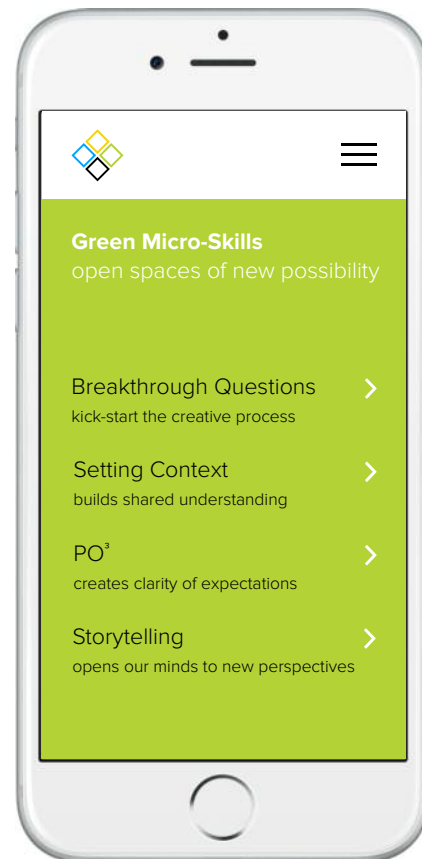 Green Micro-Skills
open spaces of new possibility
Breakthrough Questions
kick-start the creative process
Setting Context
builds shared understanding
PO³
creates clarity of expectations
Storytelling
opens our minds to new perspectives